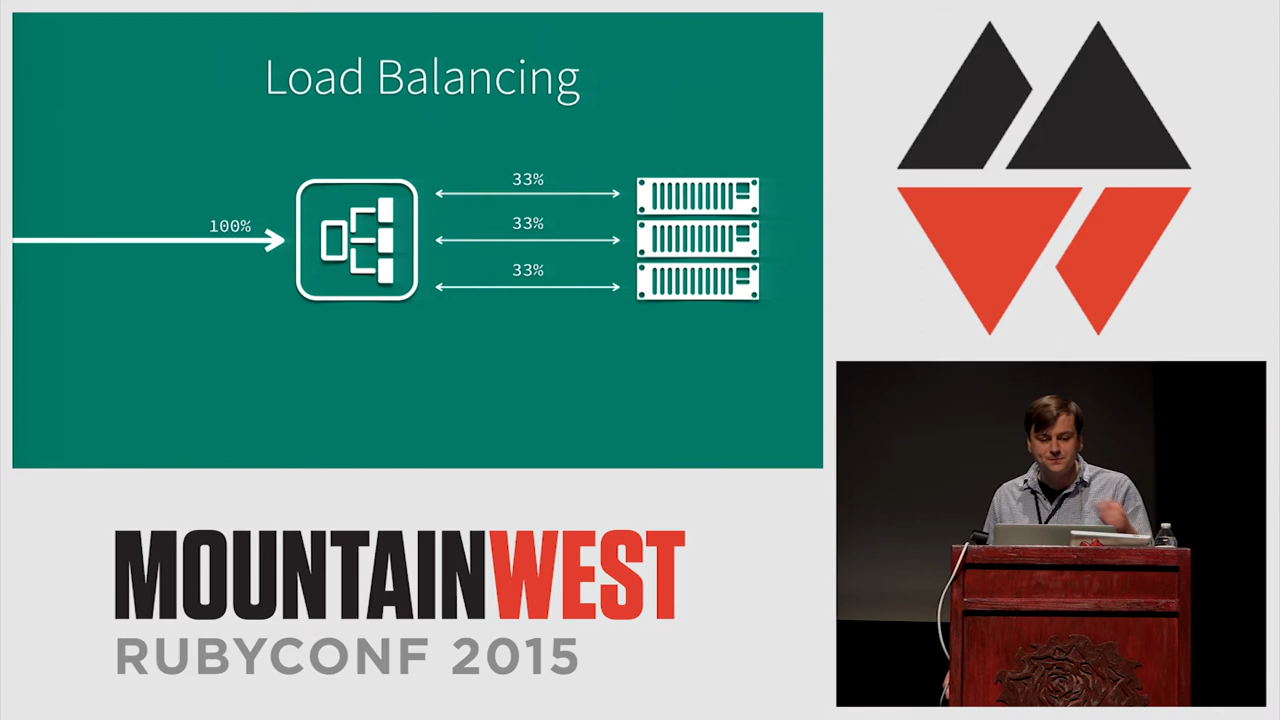 Load Balancing
100%
33%
33%
33%
MOUNTAINWEST
RUBYCONF 2015